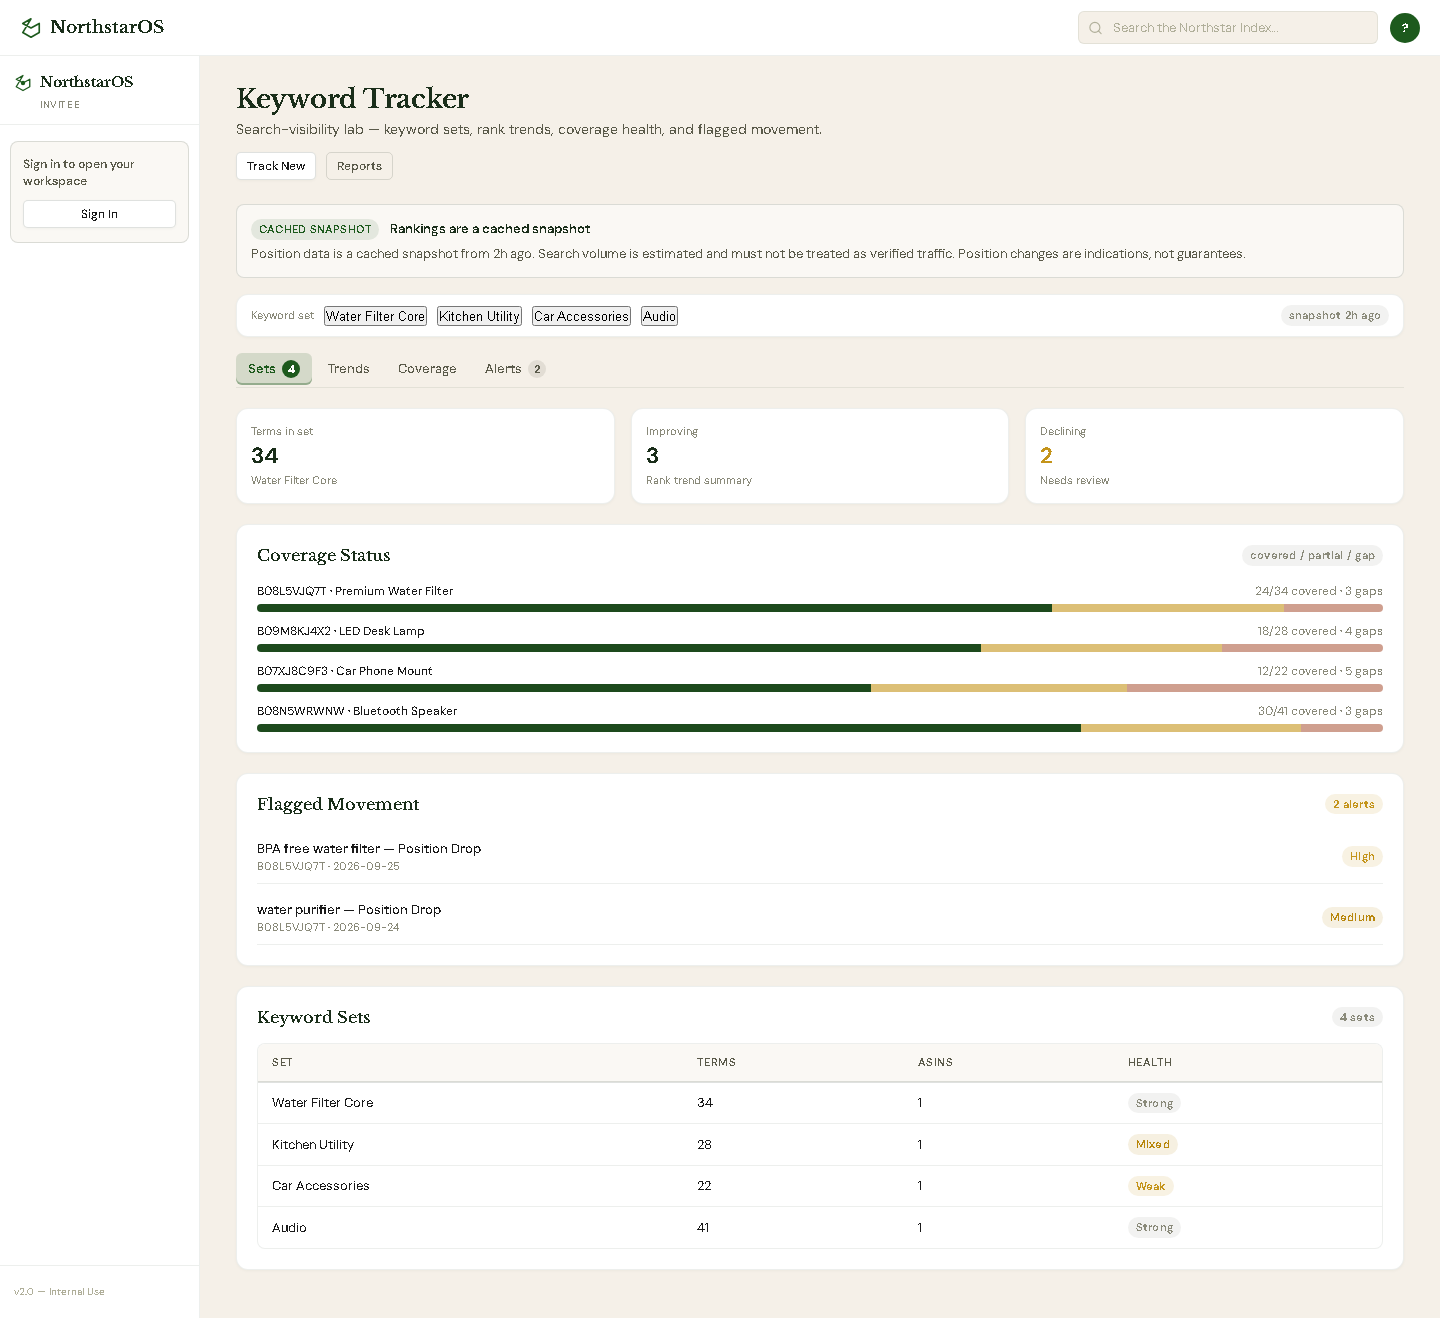 NorthstarOS
Search the Northstar Index...
?
NorthstarOS
INVITEE
Sign in to open your
workspace
Sign In
v2.0 — Internal Use
Keyword Tracker
Search-visibility lab — keyword sets, rank trends, coverage health, and flagged movement.
Track New
Reports
CACHED SNAPSHOT Rankings are a cached snapshot
Position data is a cached snapshot from 2h ago. Search volume is estimated and must not be treated as verified traffic. Position changes are indications, not guarantees.
Keyword set Water Filter Core Kitchen Utility Car Accessories Audio snapshot 2h ago
Sets 4 Trends Coverage Alerts 2
Terms in set
34
Water Filter Core
Improving
3
Rank trend summary
Declining
2
Needs review
Coverage Status covered / partial / gap
B08L5VJQ7T · Premium Water Filter 24/34 covered · 3 gaps
B09M8KJ4X2 · LED Desk Lamp 18/28 covered · 4 gaps
B07XJ8C9F3 · Car Phone Mount 12/22 covered · 5 gaps
B08N5WRWNW · Bluetooth Speaker 30/41 covered · 3 gaps
Flagged Movement 2 alerts
BPA free water filter — Position Drop
B08L5VJQ7T · 2026-09-25
High
water purifier — Position Drop
B08L5VJQ7T · 2026-09-24
Medium
Keyword Sets 4 sets
SET TERMS ASINS HEALTH
Water Filter Core 34 1 Strong
Kitchen Utility 28 1 Mixed
Car Accessories 22 1 Weak
Audio 41 1 Strong